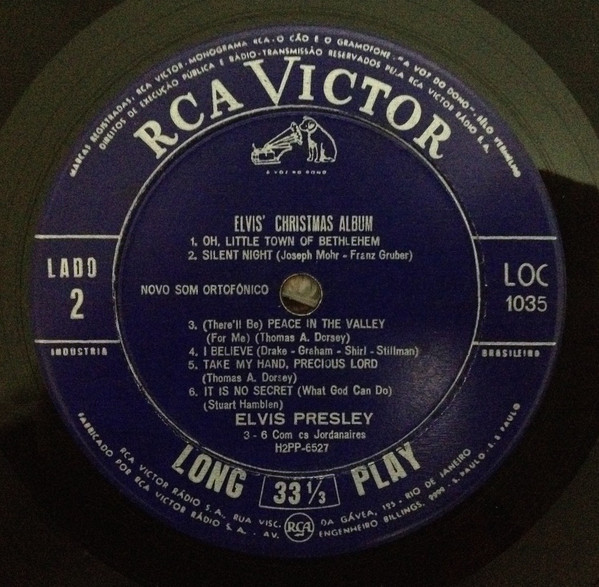 MARCAS REGISTRADAS, RCA VICTOR-MONOGRAMA RCA-O CÃO E O GRAMOFONE-"A VOZ DO DONO"-SÊLO VERMELHO
DIREITOS DE EXECUÇÃO PÚBLICA E RÁDIO-TRANSMISSÃO RESERVADOS PELA RCA VICTOR RÁDIO S.A.
RCA VICTOR
A VOZ DO DONO
ELVIS' CHRISTMAS ALBUM
1. OH, LITTLE TOWN OF BETHLEHEM
2. SILENT NIGHT (Joseph Mohr - Franz Gruber)
LADO
2
LOC
1035
NOVO SOM ORTOFÔNICO
3. (There'll Be) PEACE IN THE VALLEY
(For Me) (Thomas A. Dorsey)
4. I BELIEVE (Drake - Graham - Shirl - Stillman)
5. TAKE MY HAND, PRECIOUS LORD
(Thomas A. Dorsey)
6. IT IS NO SECRET (What God Can Do)
(Stuart Hamblen)
INDUSTRIA
BRASILEIRA
ELVIS PRESLEY
3 - 6 Com os Jordanaires
H2PP-6527
LONG 33 1/3 PLAY
RCA
FABRICADO POR RCA VICTOR RÁDIO S.A. - AV. ENGENHEIRO BILLINGS, 9990 - S. PAULO - S. PAULO
RCA VICTOR RÁDIO S.A. RUA VISC. DA GÁVEA, 125 - RIO DE JANEIRO